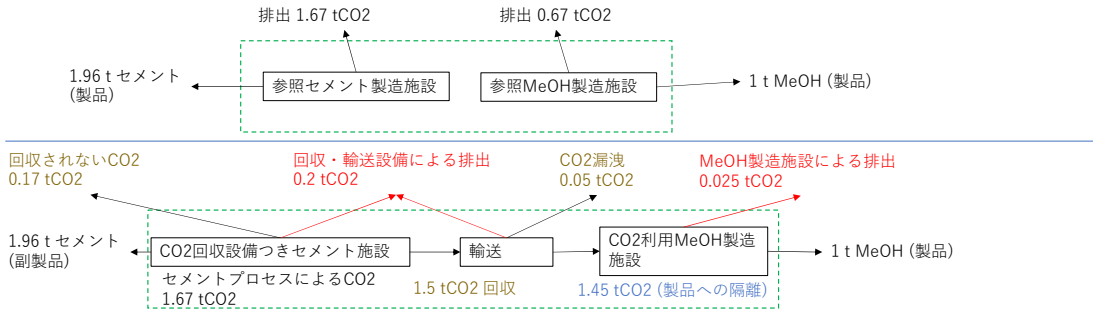 排出 1.67 tCO2
排出 0.67 tCO2
1.96 t セメント
(製品)
参照セメント製造施設
参照MeOH製造施設
1 t MeOH (製品)
回収されないCO2
0.17 tCO2
回収・輸送設備による排出
0.2 tCO2
CO2漏洩
0.05 tCO2
MeOH製造施設による排出
0.025 tCO2
1.96 t セメント
(副製品)
CO2回収設備つきセメント施設
輸送
CO2利用MeOH製造
施設
1 t MeOH (製品)
セメントプロセスによるCO2
1.67 tCO2
1.5 tCO2 回収
1.45 tCO2 (製品への隔離)